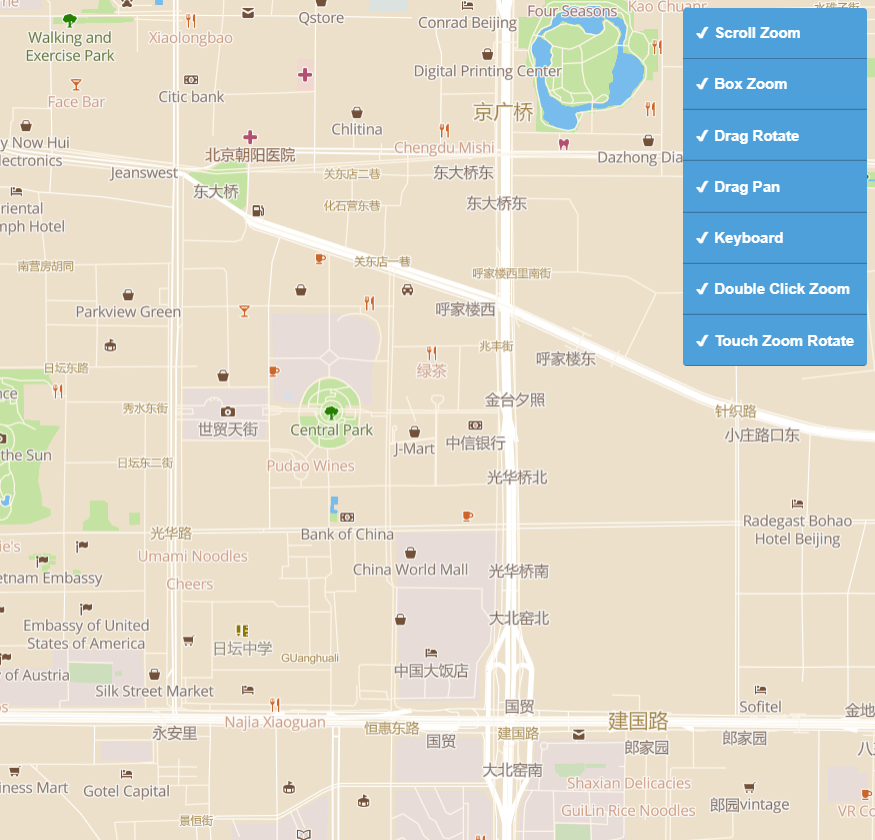 Qstore
Conrad Beijing
Four Seasons
Kao Chuan
Walking and
Exercise Park
Xiaolongbao
Digital Printing Center
Face Bar
Citic bank
京广桥
Chlitina
y Now Hui
lectronics
北京朝阳医院
Chengdu Mishi
Dazhong Dia
Jeanswest
关东店二巷
东大桥东
东大桥
化石营东巷
东大桥东
riental
mph Hotel
南营房胡同
关东店一巷
呼家楼西里南街
Parkview Green
呼家楼西
兆丰街
呼家楼东
日坛东路
绿茶
nce
秀水东街
世贸天街
Central Park
金台夕照
针织路
小庄路口东
J-Mart
中信银行
the Sun
日坛东二街
Pudao Wines
光华桥北
光华路
Bank of China
Radegast Bohao
Hotel Beijing
ie's
Umami Noodles
China World Mall
光华桥南
etnam Embassy
Cheers
Embassy of United
States of America
大北窑北
日坛中学
GUanghuali
中国大饭店
y of Austria
Silk Street Market
国贸
Sofitel
金地
os
Najia Xiaoguan
恒惠东路
建国路
建国路
永安里
国贸
郎家园
郎家园
八
大北窑南
iness Mart
Gotel Capital
Shaxian Delicacies
GuiLin Rice Noodles
郎园vintage
VR Co
景恒街
✔ Scroll Zoom
✔ Box Zoom
✔ Drag Rotate
✔ Drag Pan
✔ Keyboard
✔ Double Click Zoom
✔ Touch Zoom Rotate